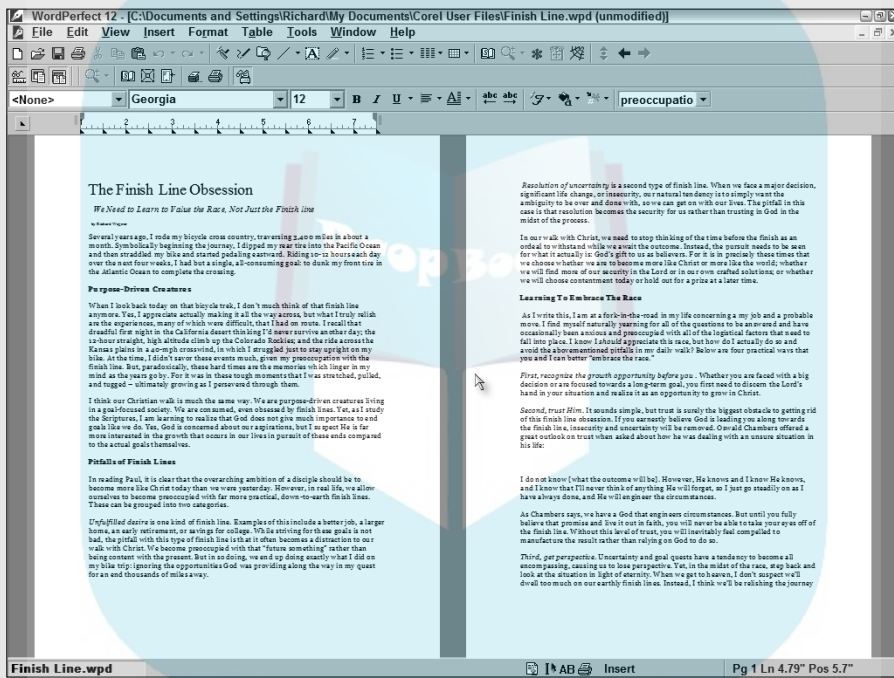 WordPerfect 12 - [C:\Documents and Settings\Richard\My Documents\Corel User Files\Finish Line.wpd (unmodified)]
File Edit View Insert Format Table Tools Window Help
<None> Georgia 12 B I U abc abc preoccupatio
2 3 4 5 6 7
The Finish Line Obsession
We Need to Learn to Value the Race, Not Just the Finish line
by Richard Wagner
Several years ago, I rode my bicycle cross country, traversing 3,400 miles in about a
month. Symbolically beginning the journey, I dipped my rear tire into the Pacific Ocean
and then straddled my bike and started pedaling eastward. Riding 10-12 hours each day
over the next four weeks, I had but a single, all-consuming goal: to dunk my front tire in
the Atlantic Ocean to complete the crossing.
Purpose-Driven Creatures
When I look back today on that bicycle trek, I don't much think of that finish line
anymore. Yes, I appreciate actually making it all the way across, but what I truly relish
are the experiences, many of which were difficult, that I had on route. I recall that
dreadful first night in the California desert thinking I'd never survive another day; the
12-hour straight, high altitude climb up the Colorado Rockies; and the ride across the
Kansas plains in a 40-mph crosswind, in which I struggled just to stay upright on my
bike. At the time, I didn't savor these events much, given my preoccupation with the
finish line. But, paradoxically, these hard times are the memories which linger in my
mind as the years go by. For it was in these tough moments that I was stretched, pulled,
and tugged – ultimately growing as I persevered through them.
I think our Christian walk is much the same way. We are purpose-driven creatures living
in a goal-focused society. We are consumed, even obsessed by finish lines. Yet, as I study
the Scriptures, I am learning to realize that God does not give much importance to end
goals like we do. Yes, God is concerned about our aspirations, but I suspect He is far
more interested in the growth that occurs in our lives in pursuit of these ends compared
to the actual goals themselves.
Pitfalls of Finish Lines
In reading Paul, it is clear that the overarching ambition of a disciple should be to
become more like Christ today than we were yesterday. However, in real life, we allow
ourselves to become preoccupied with far more practical, down-to-earth finish lines.
These can be grouped into two categories.
Unfulfilled desire is one kind of finish line. Examples of this include a better job, a larger
home, an early retirement, or savings for college. While striving for these goals is not
bad, the pitfall with this type of finish line is that it often becomes a distraction to our
walk with Christ. We become preoccupied with that "future something" rather than
being content with the present. But in so doing, we end up doing exactly what I did on
my bike trip: ignoring the opportunities God was providing along the way in my quest
for an end thousands of miles away.
Resolution of uncertainty is a second type of finish line. When we face a major decision,
significant life change, or insecurity, our natural tendency is to simply want the
ambiguity to be over and done with, so we can get on with our lives. The pitfall in this
case is that resolution becomes the security for us rather than trusting in God in the
midst of the process.
In our walk with Christ, we need to stop thinking of the time before the finish as an
ordeal to withstand while we await the outcome. Instead, the pursuit needs to be seen
for what it actually is: God's gift to us as believers. For it is in precisely these times that
we choose whether we are to become more like Christ or more like the world; whether
we will find more of our security in the Lord or in our own crafted solutions; or whether
we will choose contentment today or hold out for a prize at a later time.
Learning To Embrace The Race
As I write this, I am at a fork-in-the-road in my life concerning a my job and a probable
move. I find myself naturally yearning for all of the questions to be answered and have
occasionally been anxious and preoccupied with all of the logistical factors that need to
fall into place. I know I should appreciate this race, but how do I actually do so and
avoid the abovementioned pitfalls in my daily walk? Below are four practical ways that
you and I can better "embrace the race."
First, recognize the growth opportunity before you . Whether you are faced with a big
decision or are focused towards a long-term goal, you first need to discern the Lord's
hand in your situation and realize it as an opportunity to grow in Christ.
Second, trust Him. It sounds simple, but trust is surely the biggest obstacle to getting rid
of this finish line obsession. If you earnestly believe God is leading you along towards
the finish line, insecurity and uncertainty will be removed. Oswald Chambers offered a
great outlook on trust when asked about how he was dealing with an unsure situation in
his life:
I do not know [what the outcome will be]. However, He knows and I know He knows,
and I know that I'll never think of anything He will forget, so I just go steadily on as I
have always done, and He will engineer the circumstances.
As Chambers says, we have a God that engineers circumstances. But until you fully
believe that promise and live it out in faith, you will never be able to take your eyes off of
the finish line. Without this level of trust, you will inevitably feel compelled to
manufacture the result rather than relying on God to do so.
Third, get perspective. Uncertainty and goal quests have a tendency to become all
encompassing, causing us to lose perspective. Yet, in the midst of the race, step back and
look at the situation in light of eternity. When we get to heaven, I don't suspect we'll
dwell too much on our earthly finish lines. Instead, I think we'll be relishing the journey
Finish Line.wpd AB Insert Pg 1 Ln 4.79" Pos 5.7"